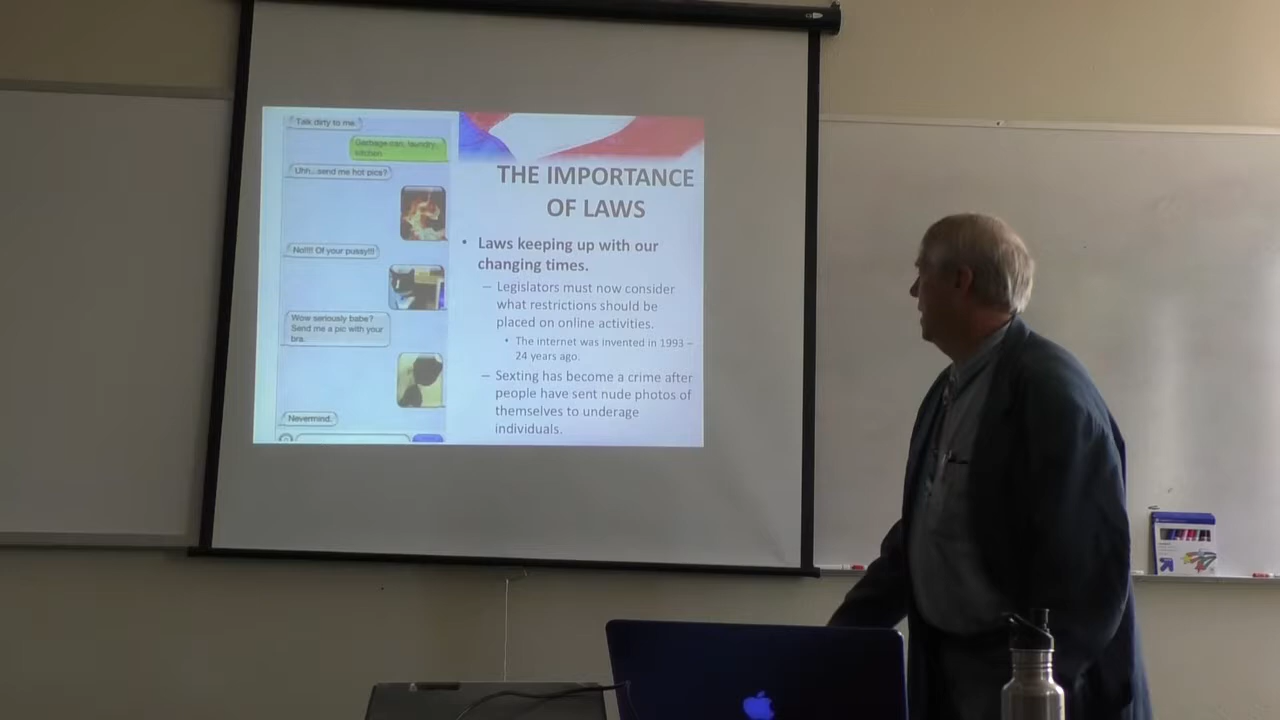 Talk dirty to me.
Garbage can, laundry,
kitchen
Uhh...send me hot pics?
No!!!! Of your pussy!!!
Wow seriously babe?
Send me a pic with your
bra.
Nevermind.
THE IMPORTANCE
OF LAWS
• Laws keeping up with our
changing times.
– Legislators must now consider
what restrictions should be
placed on online activities.
• The internet was invented in 1993 –
24 years ago.
– Sexting has become a crime after
people have sent nude photos of
themselves to underage
individuals.